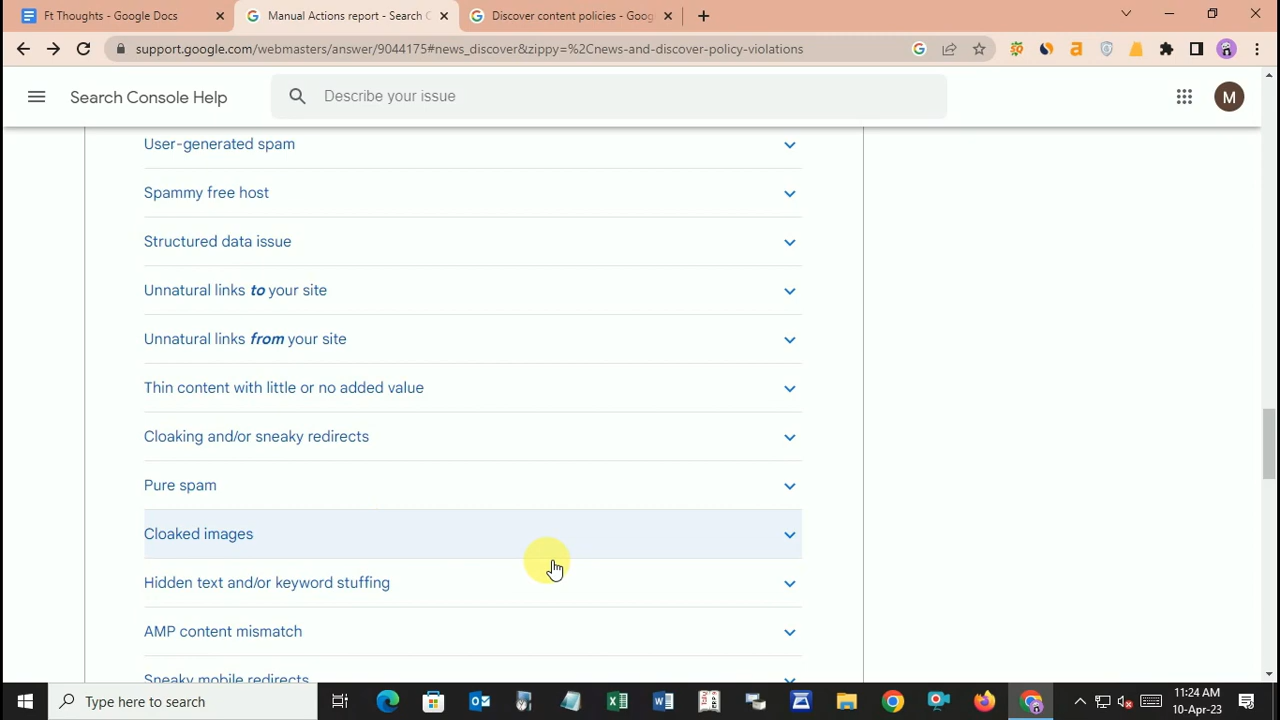 Ft Thoughts - Google Docs
Manual Actions report - Search C
Discover content policies - Goog
support.google.com/webmasters/answer/9044175#news_discover&zippy=%2Cnews-and-discover-policy-violations
Search Console Help
Describe your issue
M
User-generated spam
Spammy free host
Structured data issue
Unnatural links to your site
Unnatural links from your site
Thin content with little or no added value
Cloaking and/or sneaky redirects
Pure spam
Cloaked images
Hidden text and/or keyword stuffing
AMP content mismatch
Sneaky mobile redirects
Type here to search
11:24 AM
10-Apr-23